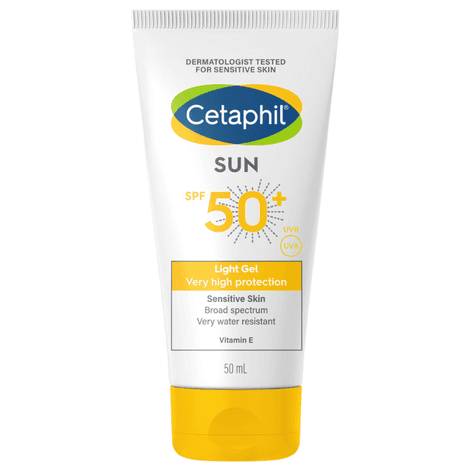 DERMATOLOGIST TESTED
FOR SENSITIVE SKIN
Cetaphil®
SUN
SPF 50+
UVB
UVA
Light Gel
Very high protection
Sensitive Skin
Broad spectrum
Very water resistant
Vitamin E
50 mL